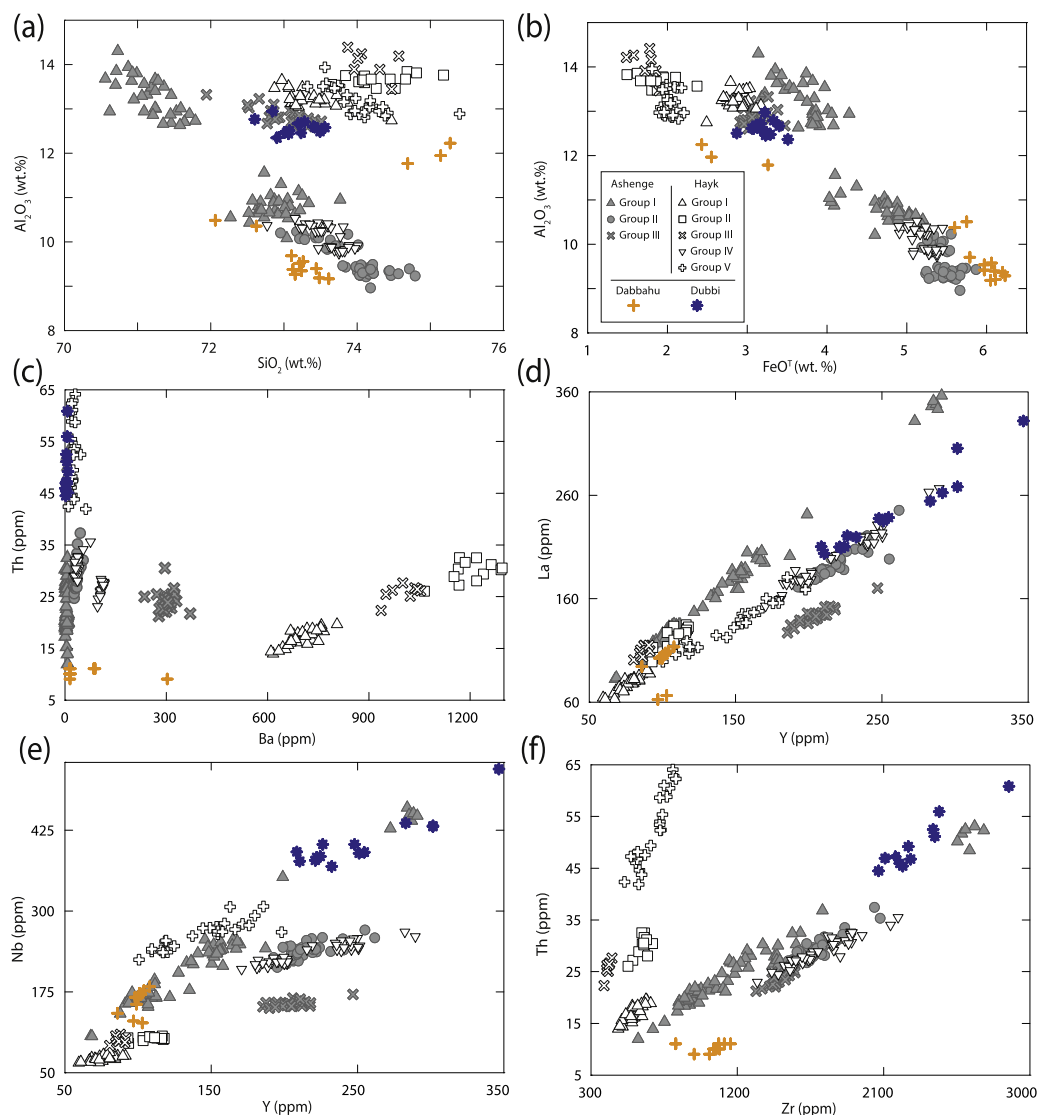 (a)
Al2O3 (wt.%)
14
12
10
8
70
72
74
76
SiO2 (wt.%)
(b)
Al2O3 (wt.%)
14
12
10
8
1
2
3
4
5
6
FeOT (wt. %)
Ashenge
Group I
Group II
Group III
Hayk
Group I
Group II
Group III
Group IV
Group V
Dabbahu
Dubbi
(c)
Th (ppm)
65
55
45
35
25
15
5
0
300
600
900
1200
Ba (ppm)
(d)
La (ppm)
360
260
160
60
50
150
250
350
Y (ppm)
(e)
Nb (ppm)
425
300
175
50
50
150
250
350
Y (ppm)
(f)
Th (ppm)
65
55
45
35
25
15
5
300
1200
2100
3000
Zr (ppm)